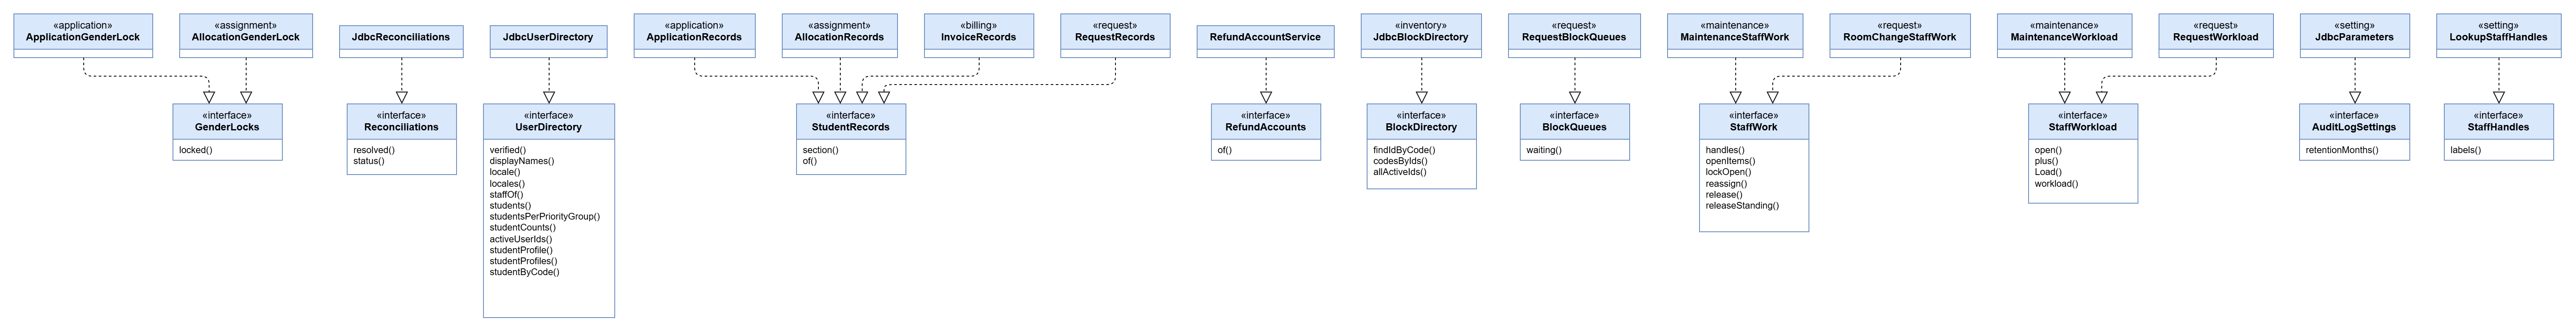 «application»
ApplicationGenderLock
«assignment»
AllocationGenderLock
JdbcReconciliations
JdbcUserDirectory
«application»
ApplicationRecords
«assignment»
AllocationRecords
«billing»
InvoiceRecords
«request»
RequestRecords
RefundAccountService
«inventory»
JdbcBlockDirectory
«request»
RequestBlockQueues
«maintenance»
MaintenanceStaffWork
«request»
RoomChangeStaffWork
«maintenance»
MaintenanceWorkload
«request»
RequestWorkload
«setting»
JdbcParameters
«setting»
LookupStaffHandles
«interface»
GenderLocks
locked()
«interface»
Reconciliations
resolved()
status()
«interface»
UserDirectory
verified()
displayNames()
locale()
locales()
staffOf()
students()
studentsPerPriorityGroup()
studentCounts()
activeUserIds()
studentProfile()
studentProfiles()
studentByCode()
«interface»
StudentRecords
section()
of()
«interface»
RefundAccounts
of()
«interface»
BlockDirectory
findIdByCode()
codesByIds()
allActiveIds()
«interface»
BlockQueues
waiting()
«interface»
StaffWork
handles()
openItems()
lockOpen()
reassign()
release()
releaseStanding()
«interface»
StaffWorkload
open()
plus()
Load()
workload()
«interface»
AuditLogSettings
retentionMonths()
«interface»
StaffHandles
labels()